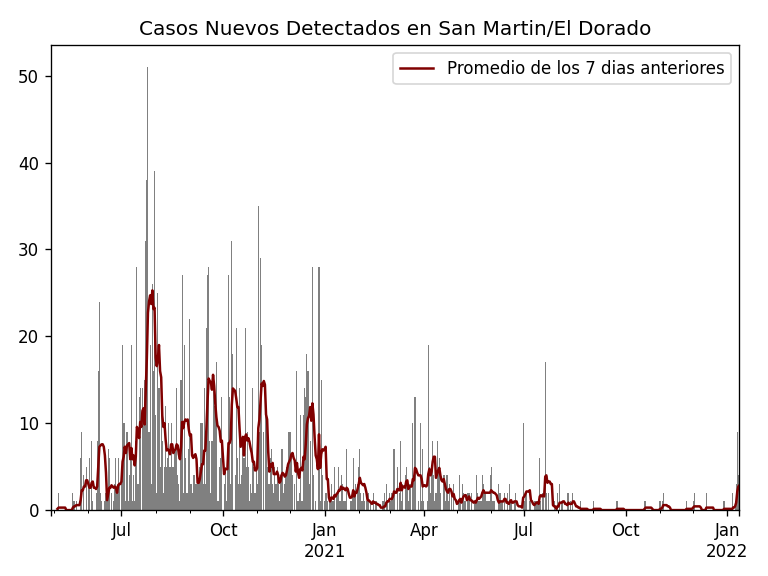 Casos Nuevos Detectados en San Martin/El Dorado
Promedio de los 7 dias anteriores
50
40
30
20
10
0
Jul
Oct
Jan
2021
Apr
Jul
Oct
Jan
2022